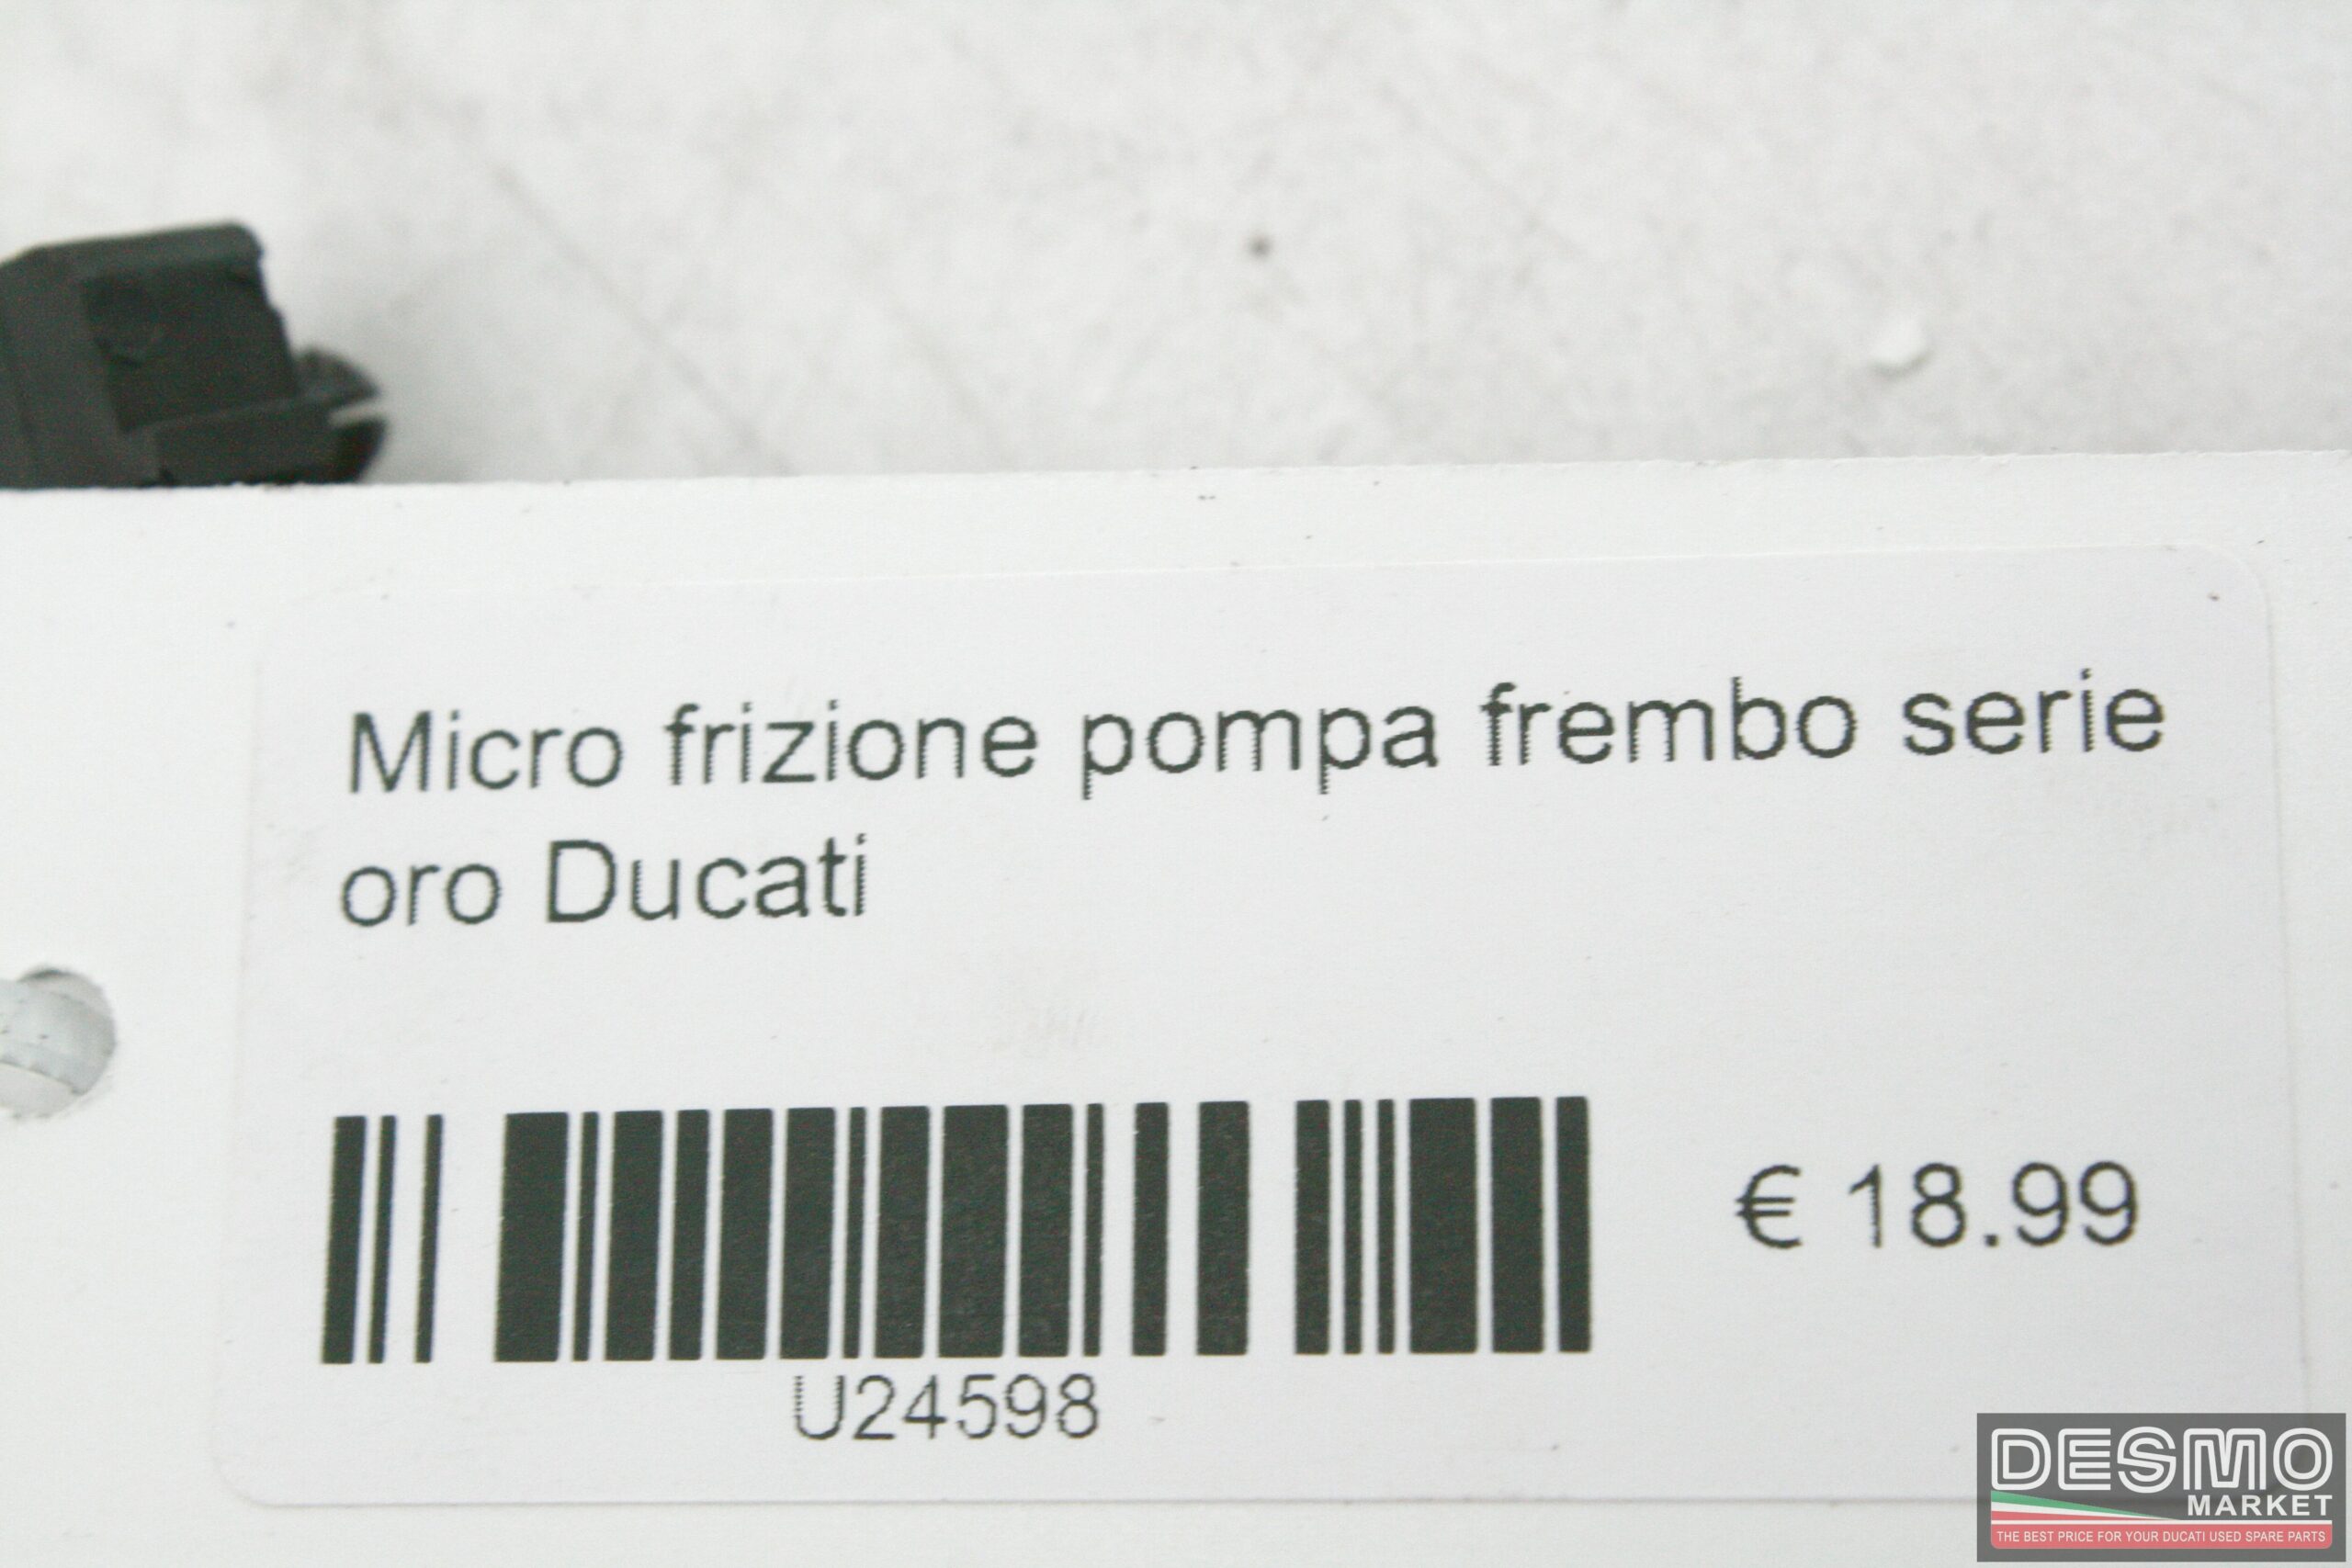 Micro frizione pompa frembo serie
oro Ducati
€ 18.99
U24598
DESMO
MARKET
THE BEST PRICE FOR YOUR DUCATI USED SPARE PARTS